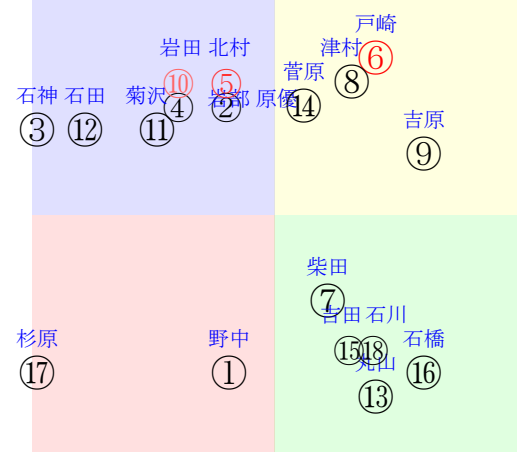 戸崎
⑥
岩田 北村 津村
⑩ ⑤ ⑧
菅原
石神 石田 菊沢 岩部 原優
③ ⑫ ⑪ ④ ② ⑭
吉原
⑨
柴田
⑦
吉田 石川
⑮ ⑱
杉原 野中 丸山 石橋
⑰ ① ⑬ ⑯